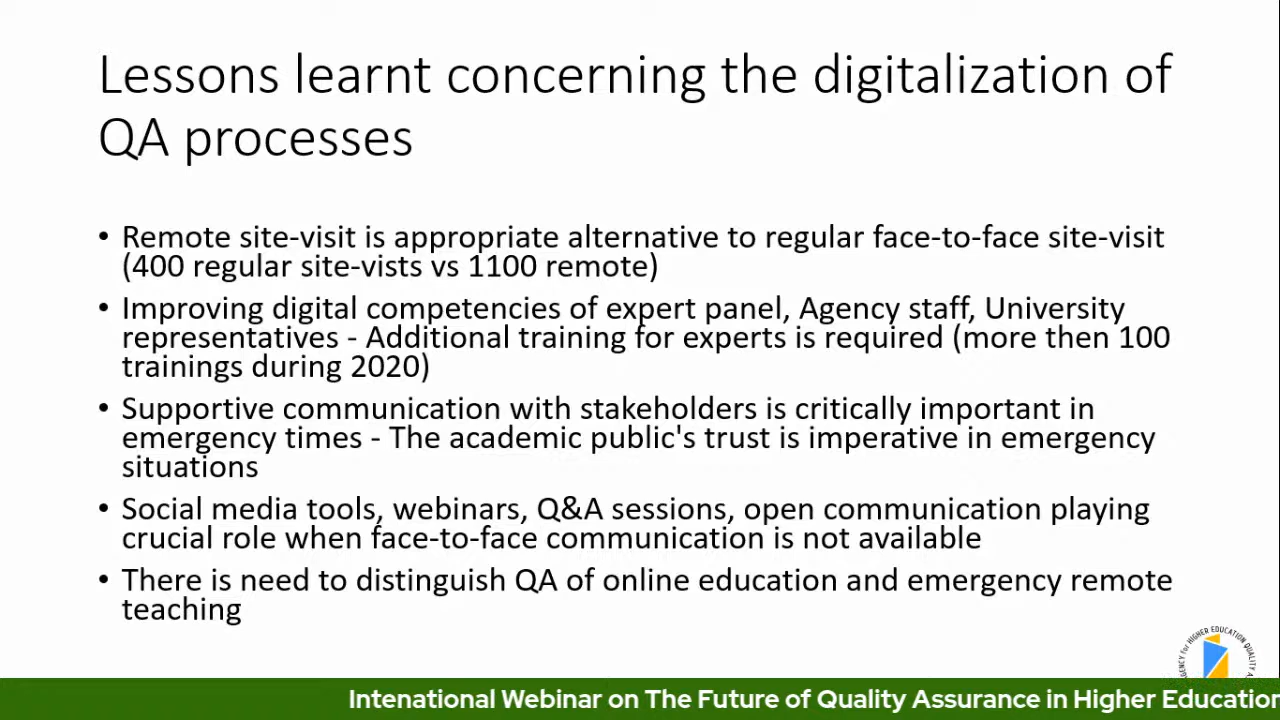 Lessons learnt concerning the digitalization of
QA processes
• Remote site-visit is appropriate alternative to regular face-to-face site-visit
(400 regular site-vists vs 1100 remote)
• Improving digital competencies of expert panel, Agency staff, University
representatives - Additional training for experts is required (more then 100
trainings during 2020)
• Supportive communication with stakeholders is critically important in
emergency times - The academic public's trust is imperative in emergency
situations
• Social media tools, webinars, Q&A sessions, open communication playing
crucial role when face-to-face communication is not available
• There is need to distinguish QA of online education and emergency remote
teaching
for HIGHER EDUCATION QUALITY
Intenational Webinar on The Future of Quality Assurance in Higher Education